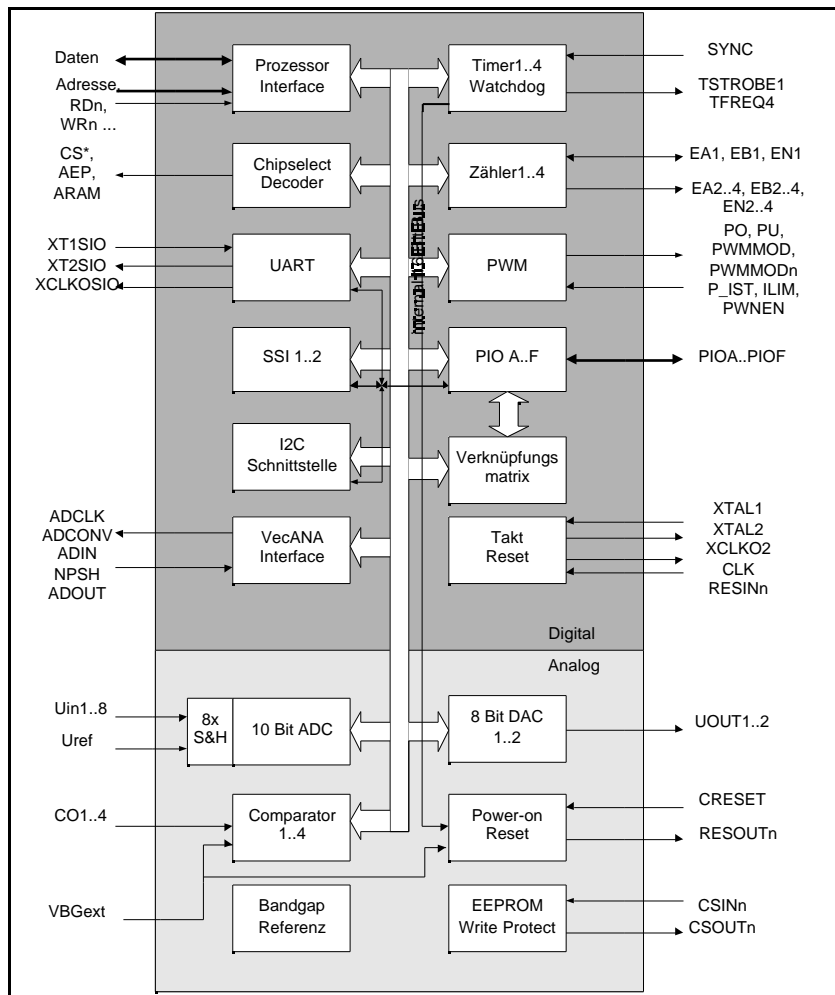 Daten
Adresse,
RDn,
WRn ...
Prozessor
Interface
Timer1..4
Watchdog
SYNC
TSTROBE1
TFREQ4
CS*,
AEP,
ARAM
Chipselect
Decoder
Zähler1..4
EA1, EB1, EN1
EA2..4, EB2..4,
EN2..4
XT1SIO
XT2SIO
XCLKOSIO
UART
PWM
PO, PU,
PWMMOD,
PWMMODn
P_IST, ILIM,
PWNEN
SSI 1..2
PIO A..F
PIOA..PIOF
I2C
Schnittstelle
Verknüpfungs
matrix
ADCLK
ADCONV
ADIN
NPSH
ADOUT
VecANA
Interface
Takt
Reset
XTAL1
XTAL2
XCLKO2
CLK
RESINn
Digital
Analog
Uin1..8
Uref
8x
S&H
10 Bit ADC
8 Bit DAC
1..2
UOUT1..2
CO1..4
Comparator
1..4
Power-on
Reset
CRESET
RESOUTn
VBGext
Bandgap
Referenz
EEPROM
Write Protect
CSINn
CSOUTn